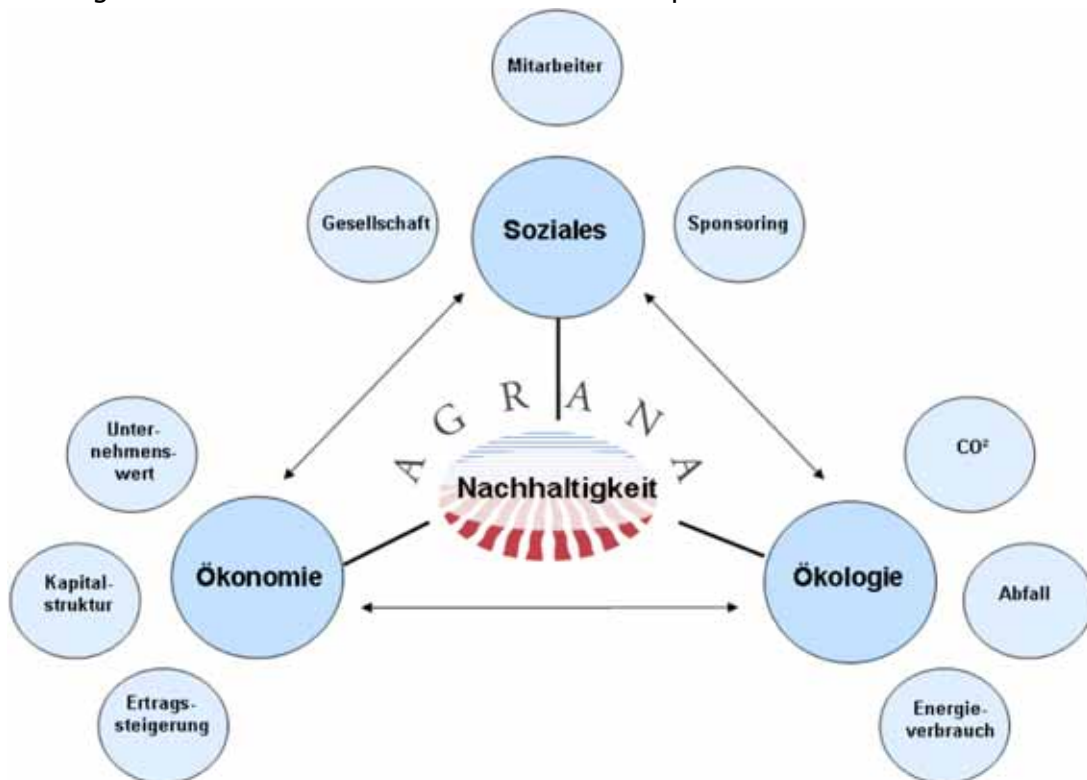 Mitarbeiter
Gesellschaft
Soziales
Sponsoring
AGRANA
Nachhaltigkeit
Unter-
nehmens-
wert
Ökonomie
Kapital-
struktur
Ertrags-
steigerung
CO²
Ökologie
Abfall
Energie-
verbrauch